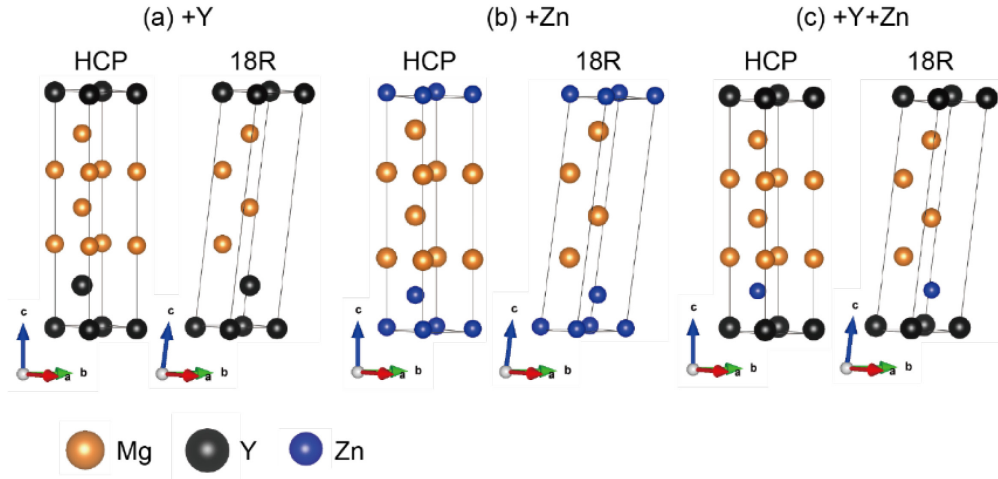 (a) +Y (b) +Zn (c) +Y+Zn
HCP 18R HCP 18R HCP 18R
c c c c c c
a b a b a b a b a b a b
Mg Y Zn